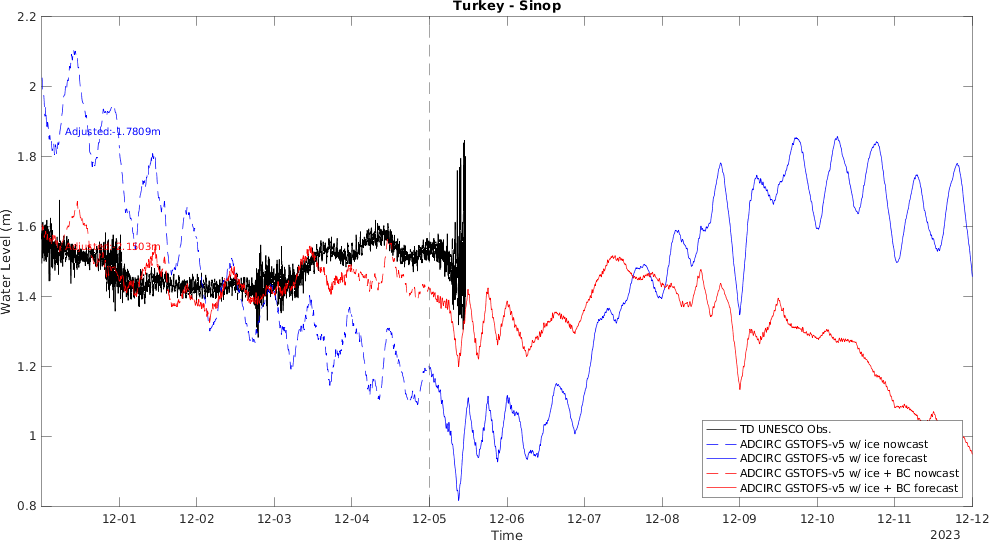 Turkey - Sinop
2.2
2
1.8
1.6
1.4
1.2
1
0.8
Water Level (m)
Adjusted:-1.7809m
12-01
12-02
12-03
12-04
12-05
12-06
12-07
12-08
12-09
12-10
12-11
12-12
Time
2023
TD UNESCO Obs.
ADCIRC GSTOFS-v5 w/ ice nowcast
ADCIRC GSTOFS-v5 w/ ice forecast
ADCIRC GSTOFS-v5 w/ ice + BC nowcast
ADCIRC GSTOFS-v5 w/ ice + BC forecast